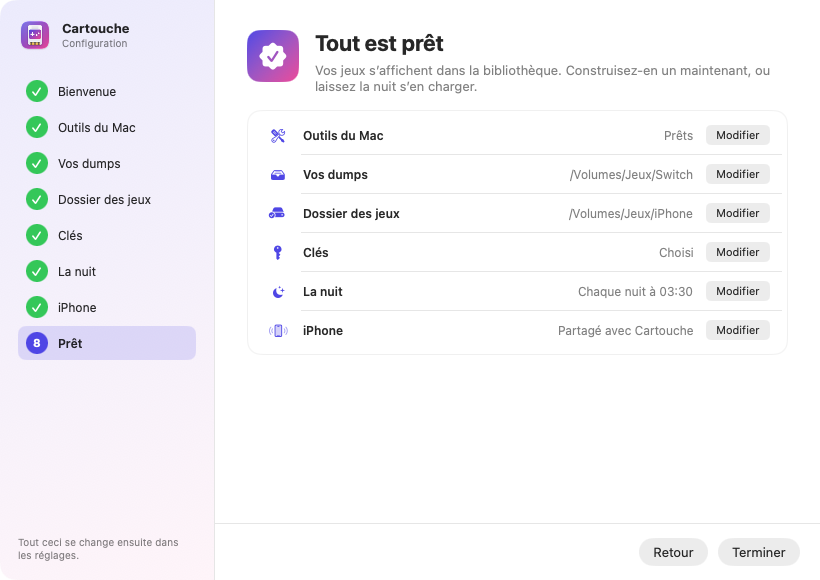 Cartouche
Configuration
Bienvenue
Outils du Mac
Vos dumps
Dossier des jeux
Clés
La nuit
iPhone
8 Prêt
Tout ceci se change ensuite dans
les réglages.
Tout est prêt
Vos jeux s’affichent dans la bibliothèque. Construisez-en un maintenant, ou
laissez la nuit s’en charger.
Outils du Mac Prêts Modifier
Vos dumps /Volumes/Jeux/Switch Modifier
Dossier des jeux /Volumes/Jeux/iPhone Modifier
Clés Choisi Modifier
La nuit Chaque nuit à 03:30 Modifier
iPhone Partagé avec Cartouche Modifier
Retour Terminer